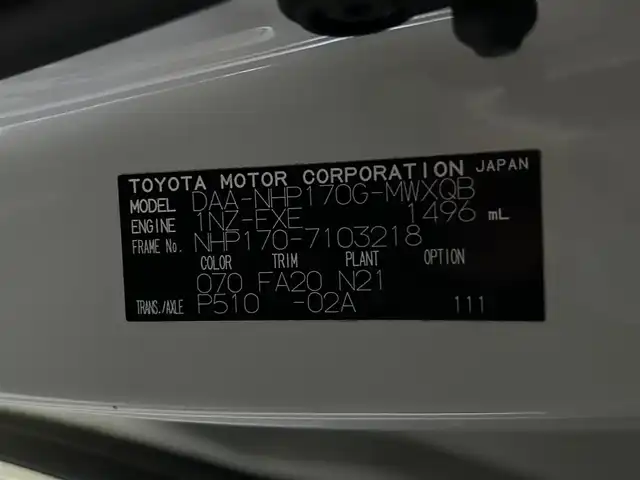 TOYOTA MOTOR CORPORATION JAPAN
MODEL DAA-NHP170G-MWXQB
ENGINE 1NZ-EXE 1496 mL
FRAME No. NHP170-7103218
COLOR TRIM PLANT OPTION
070 FA20 N21
TRANS./AXLE P510 -02A 111